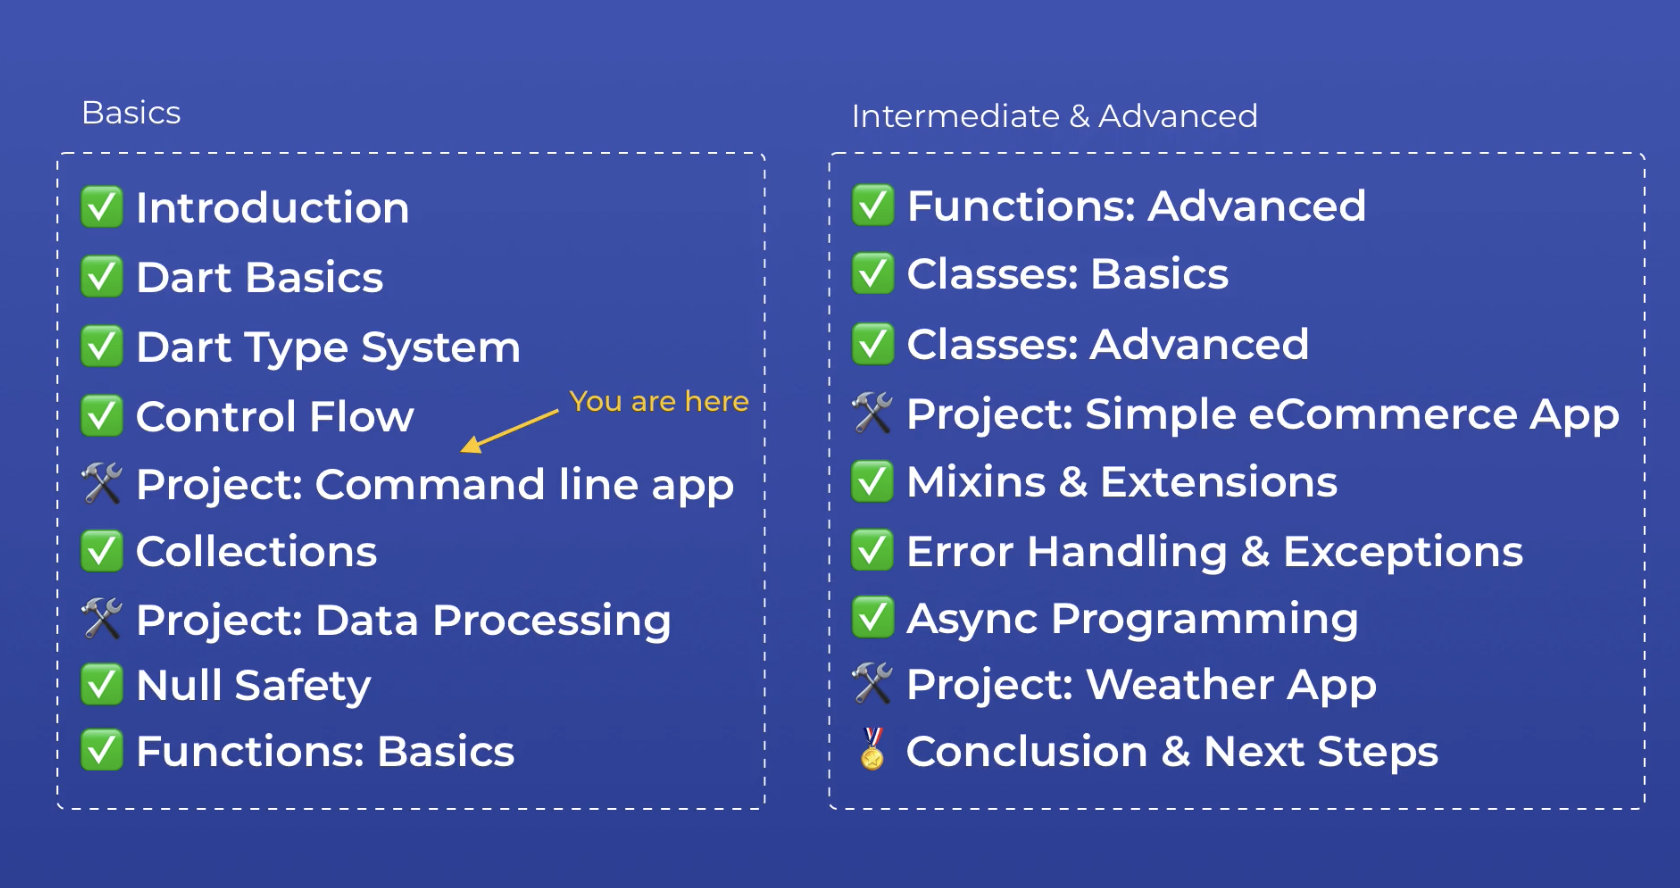 Basics
✅ Introduction
✅ Dart Basics
✅ Dart Type System
✅ Control Flow
You are here
🛠 Project: Command line app
✅ Collections
🛠 Project: Data Processing
✅ Null Safety
✅ Functions: Basics
Intermediate & Advanced
✅ Functions: Advanced
✅ Classes: Basics
✅ Classes: Advanced
🛠 Project: Simple eCommerce App
✅ Mixins & Extensions
✅ Error Handling & Exceptions
✅ Async Programming
🛠 Project: Weather App
🏅 Conclusion & Next Steps